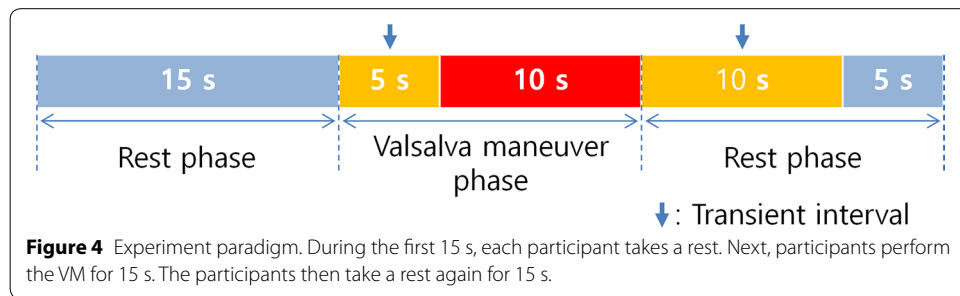 15 s 5 s 10 s 10 s 5 s
Rest phase Valsalva maneuver phase Rest phase
⬇: Transient interval
Figure 4 Experiment paradigm. During the first 15 s, each participant takes a rest. Next, participants perform
the VM for 15 s. The participants then take a rest again for 15 s.